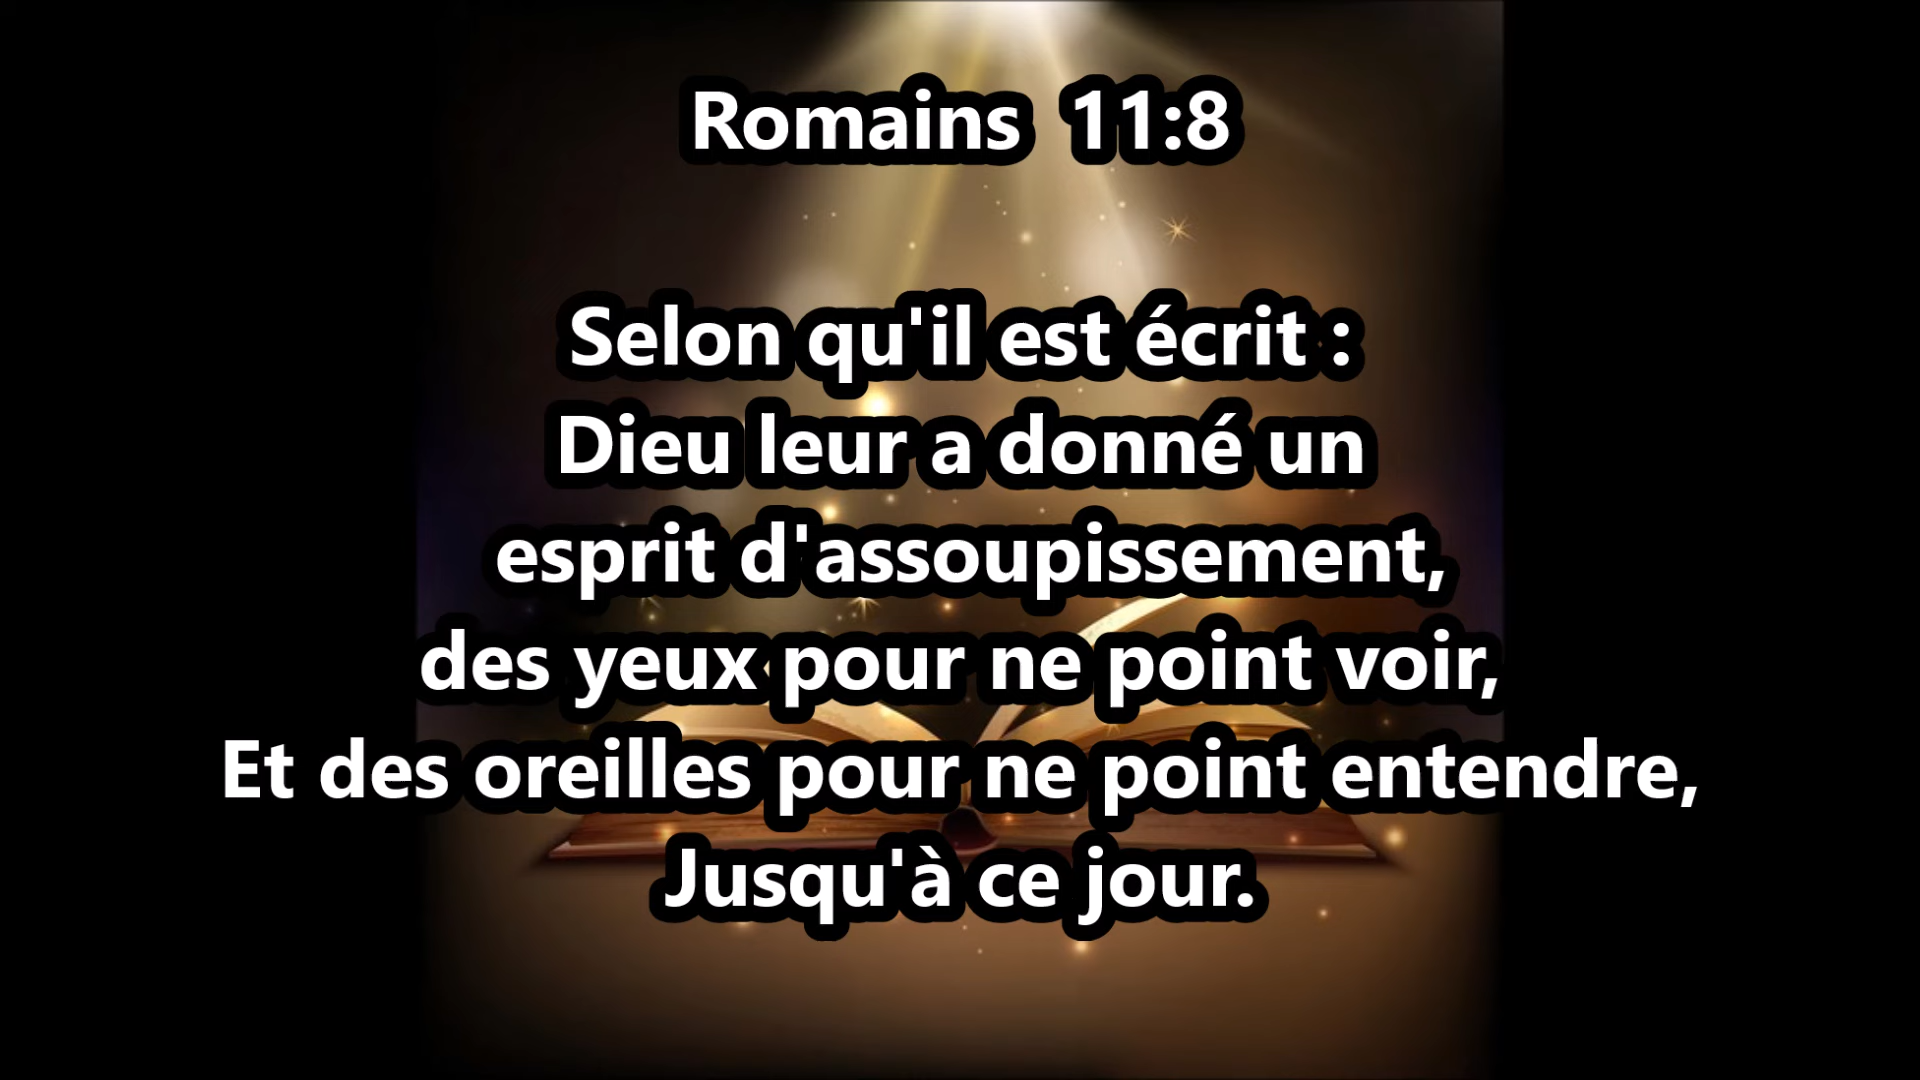 Romains  11:8
Selon qu'il est écrit :
Dieu leur a donné un
esprit d'assoupissement,
des yeux pour ne point voir,
Et des oreilles pour ne point entendre,
Jusqu'à ce jour.